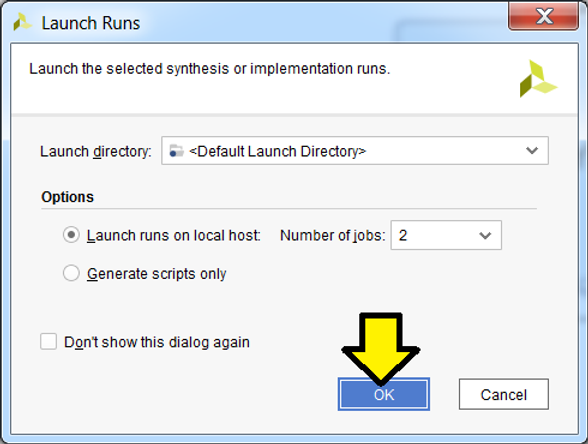 Launch Runs
Launch the selected synthesis or implementation runs.
Launch directory: <Default Launch Directory>
Options
Launch runs on local host: Number of jobs: 2
Generate scripts only
Don't show this dialog again
OK Cancel